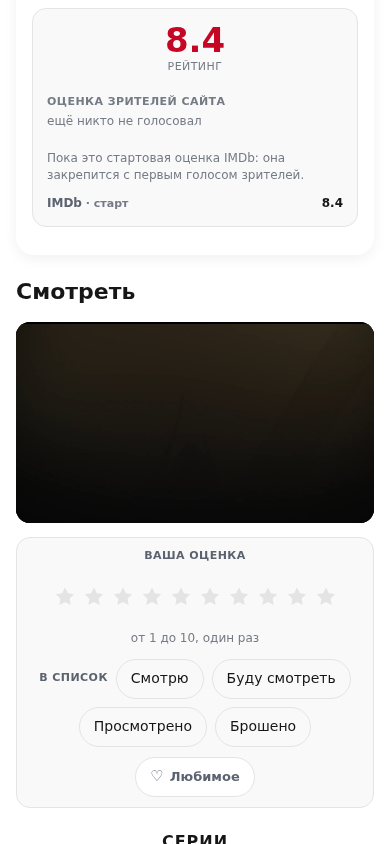 8.4
РЕЙТИНГ
ОЦЕНКА ЗРИТЕЛЕЙ САЙТА
ещё никто не голосовал
Пока это стартовая оценка IMDb: она
закрепится с первым голосом зрителей.
IMDb · старт 8.4
Смотреть
ВАША ОЦЕНКА
от 1 до 10, один раз
В СПИСОК Смотрю Буду смотреть
Просмотрено Брошено
♡ Любимое
СЕРИИ